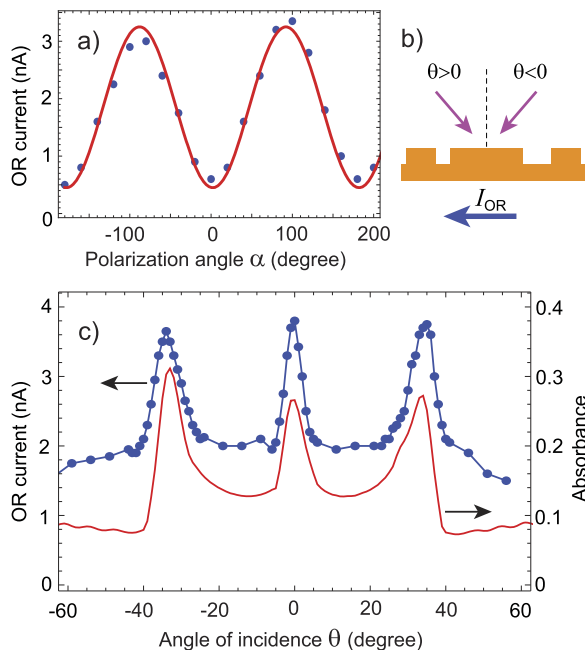 a)
OR current (nA)
3
2
1
0
-100 0 100 200
Polarization angle α (degree)
b)
θ>0 θ<0
I_OR
c)
OR current (nA)
4
3
2
1
0
0.4
0.3
0.2
0.1
0.0
Absorbance
-60 -40 -20 0 20 40 60
Angle of incidence θ (degree)